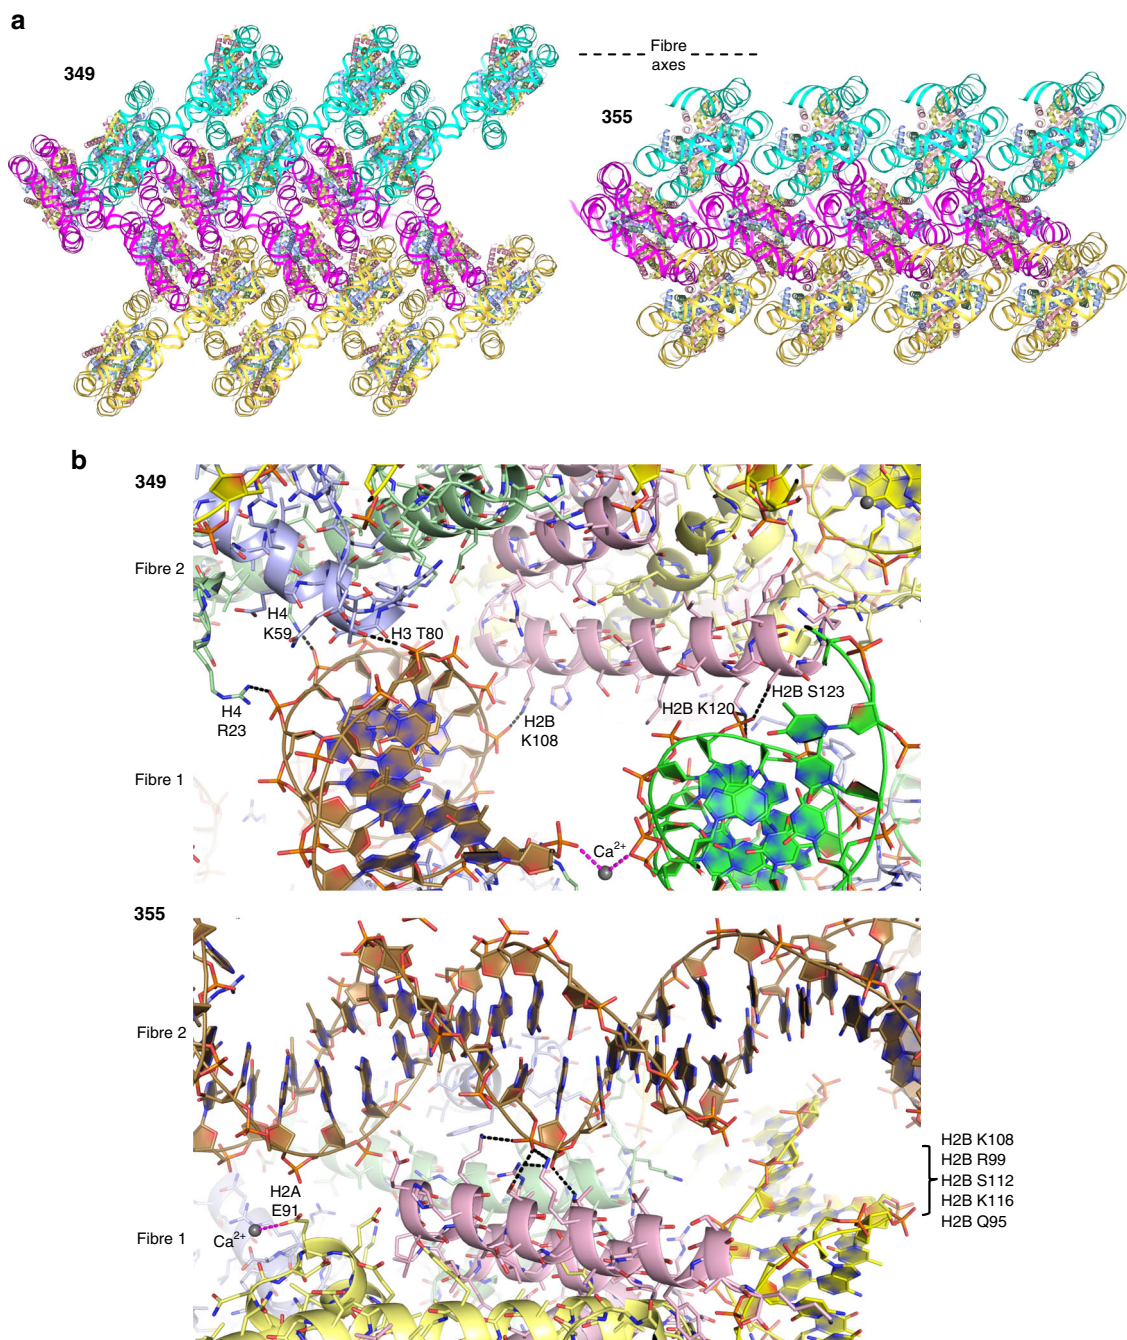 a
349
Fibre
axes
355
b
349
Fibre 2
H4
K59
H3 T80
H4
R23
H2B
K108
H2B K120
H2B S123
Fibre 1
Ca2+
355
Fibre 2
H2A
E91
Ca2+
Fibre 1
H2B K108
H2B R99
H2B S112
H2B K116
H2B Q95